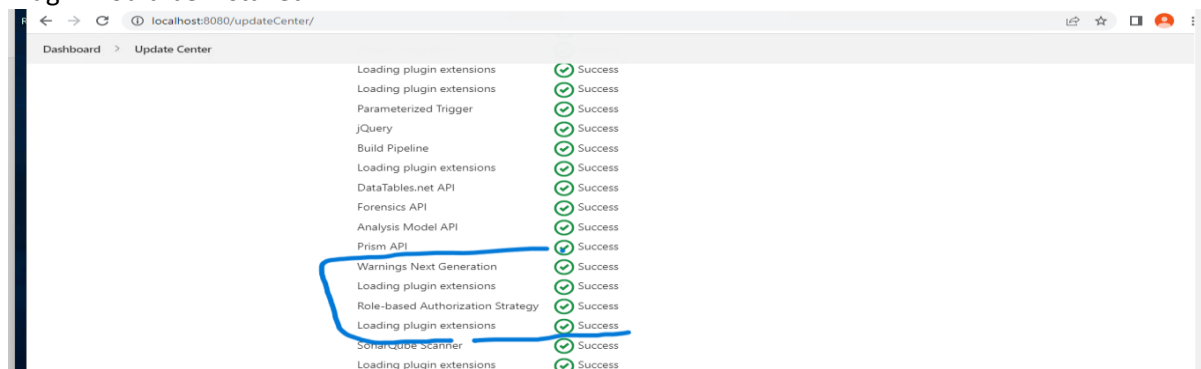 localhost:8080/updateCenter/
Dashboard > Update Center
Loading plugin extensions Success
Loading plugin extensions Success
Parameterized Trigger Success
jQuery Success
Build Pipeline Success
Loading plugin extensions Success
DataTables.net API Success
Forensics API Success
Analysis Model API Success
Prism API Success
Warnings Next Generation Success
Loading plugin extensions Success
Role-based Authorization Strategy Success
Loading plugin extensions Success
SonarQube Scanner Success
Loading plugin extensions Success